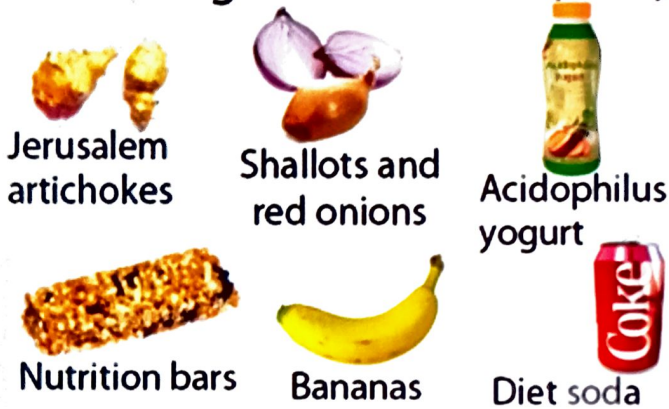 Jerusalem
artichokes
Shallots and
red onions
Acidophilus
yogurt
Coke
Nutrition bars
Bananas
Diet soda